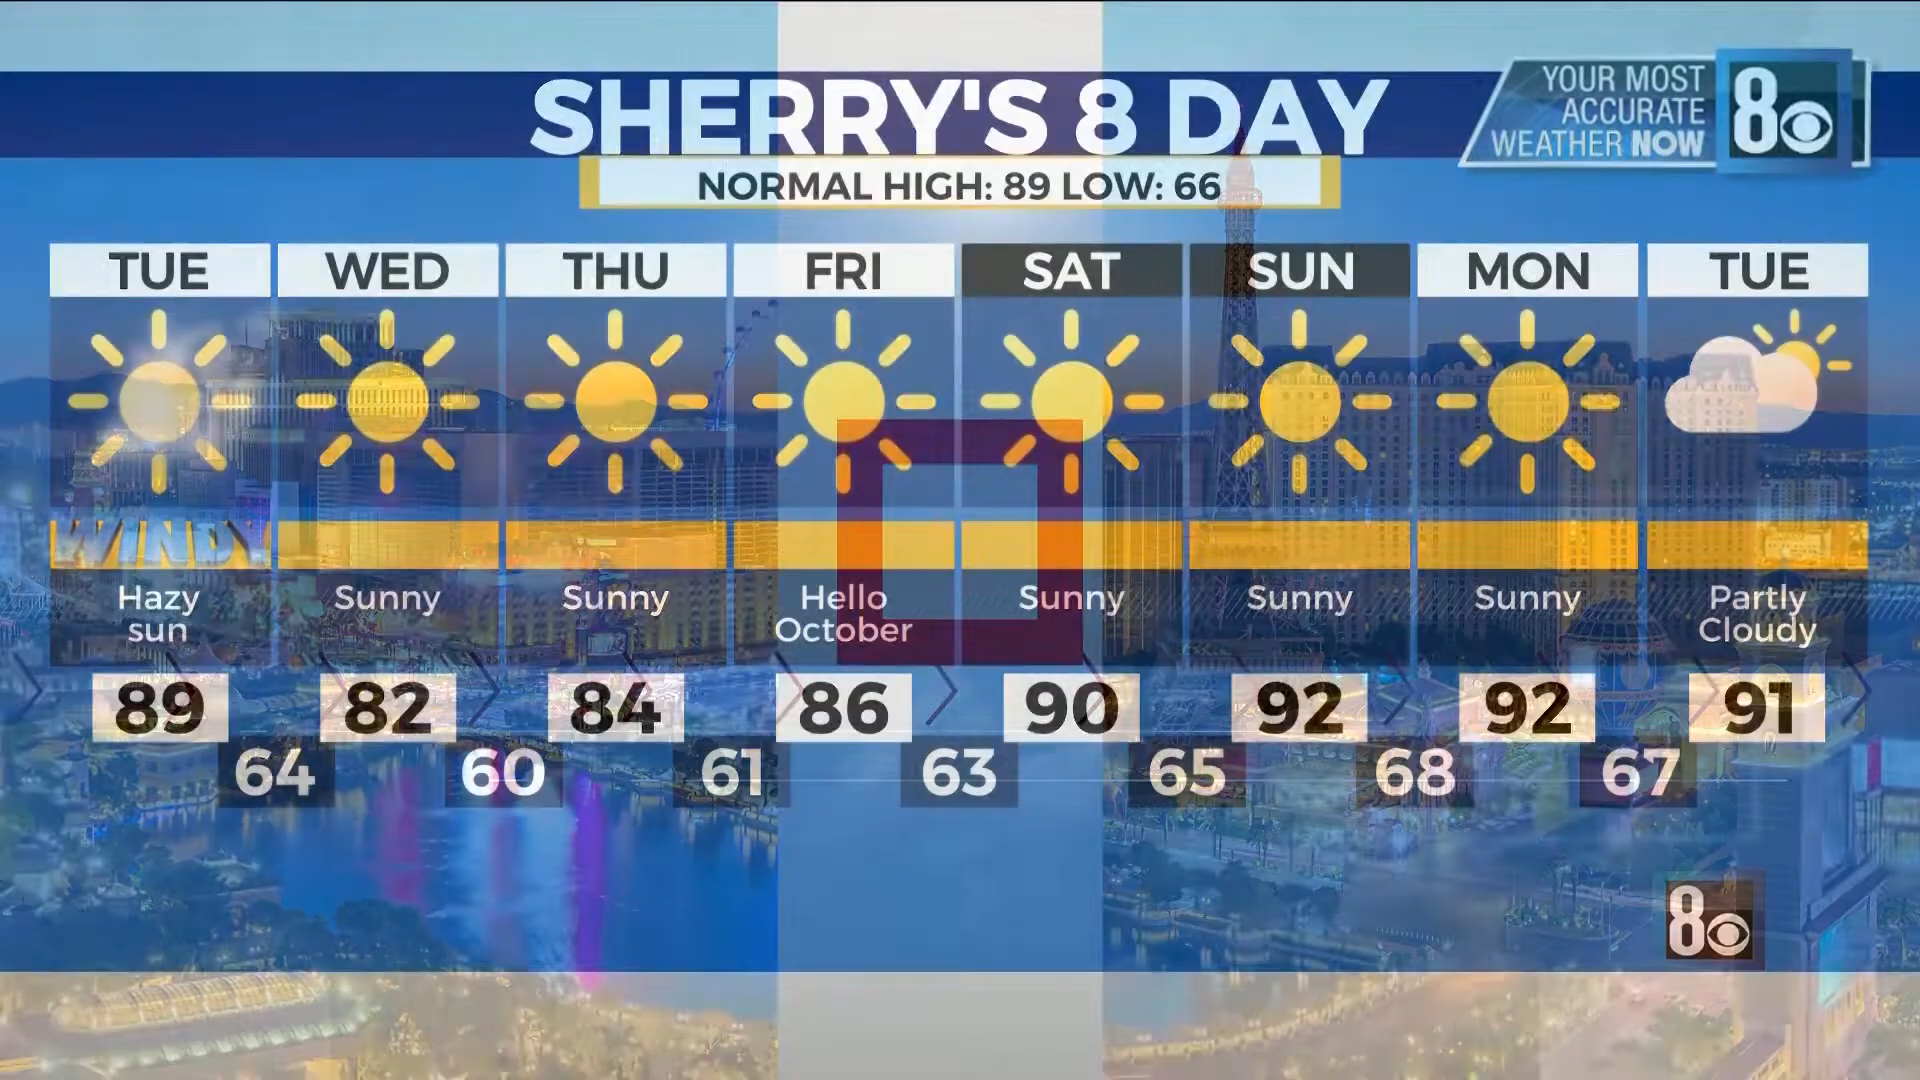 SHERRY'S 8 DAY
YOUR MOST
ACCURATE
WEATHER NOW
8
NORMAL HIGH: 89 LOW: 66
TUE
WED
THU
FRI
SAT
SUN
MON
TUE
WINDY
Hazy
sun
Sunny
Sunny
Hello
October
Sunny
Sunny
Sunny
Partly
Cloudy
89
82
84
86
90
92
92
91
64
60
61
63
65
68
67
8